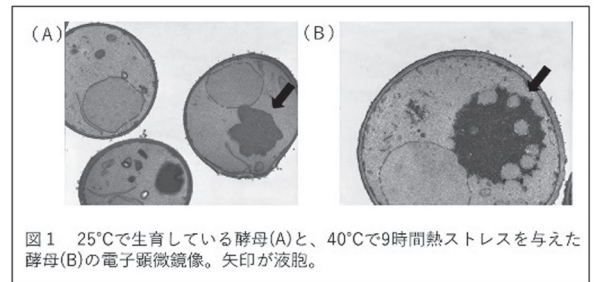 (A)
(B)
図1 25℃で生育している酵母(A)と、40℃で9時間熱ストレスを与えた
酵母(B)の電子顕微鏡像。矢印が液胞。